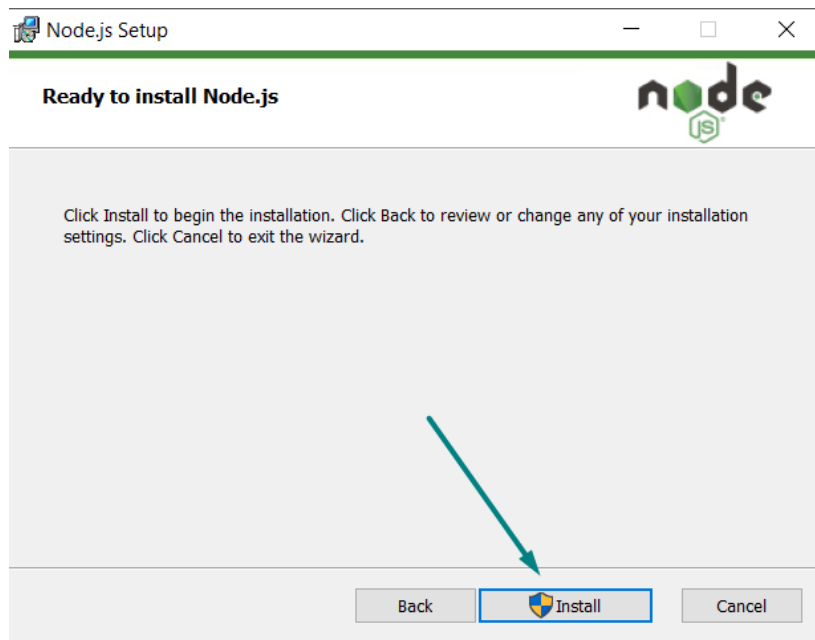 Node.js Setup
Ready to install Node.js
node
JS
Click Install to begin the installation. Click Back to review or change any of your installation
settings. Click Cancel to exit the wizard.
Back
Install
Cancel